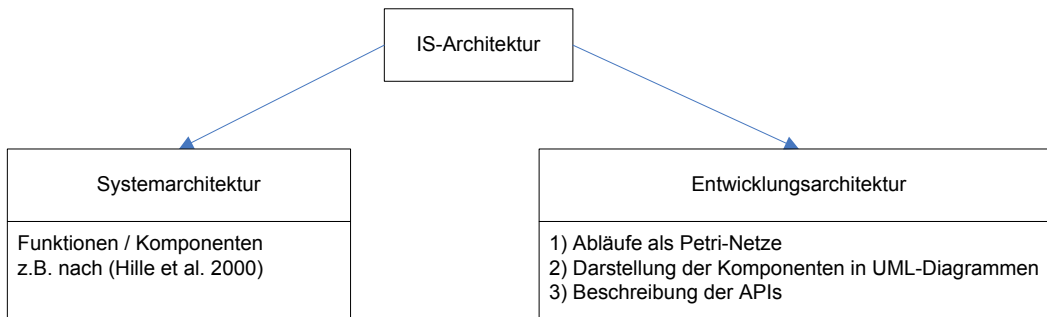 IS-Architektur
Systemarchitektur
Funktionen / Komponenten
z.B. nach (Hille et al. 2000)
Entwicklungsarchitektur
1) Abläufe als Petri-Netze
2) Darstellung der Komponenten in UML-Diagrammen
3) Beschreibung der APIs